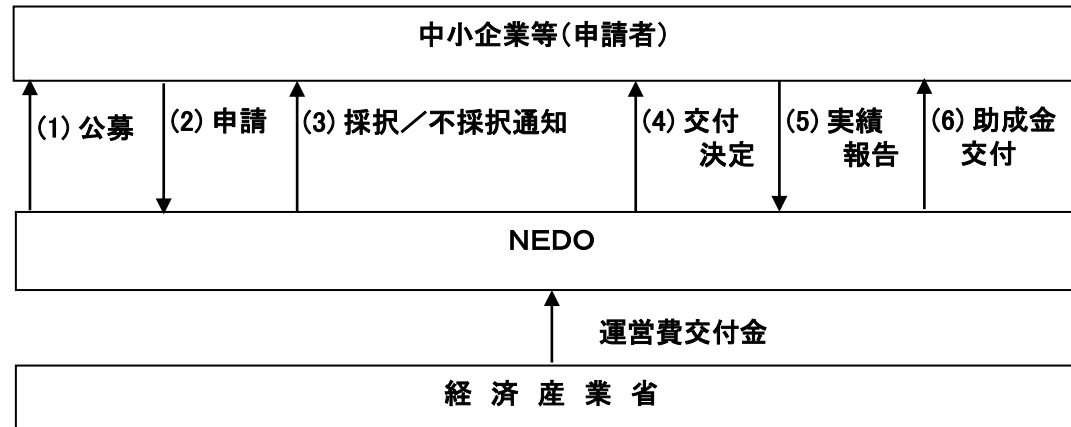 中小企業等(申請者)
(1) 公募
(2) 申請
(3) 採択／不採択通知
(4) 交付
決定
(5) 実績
報告
(6) 助成金
交付
NEDO
運営費交付金
経 済 産 業 省